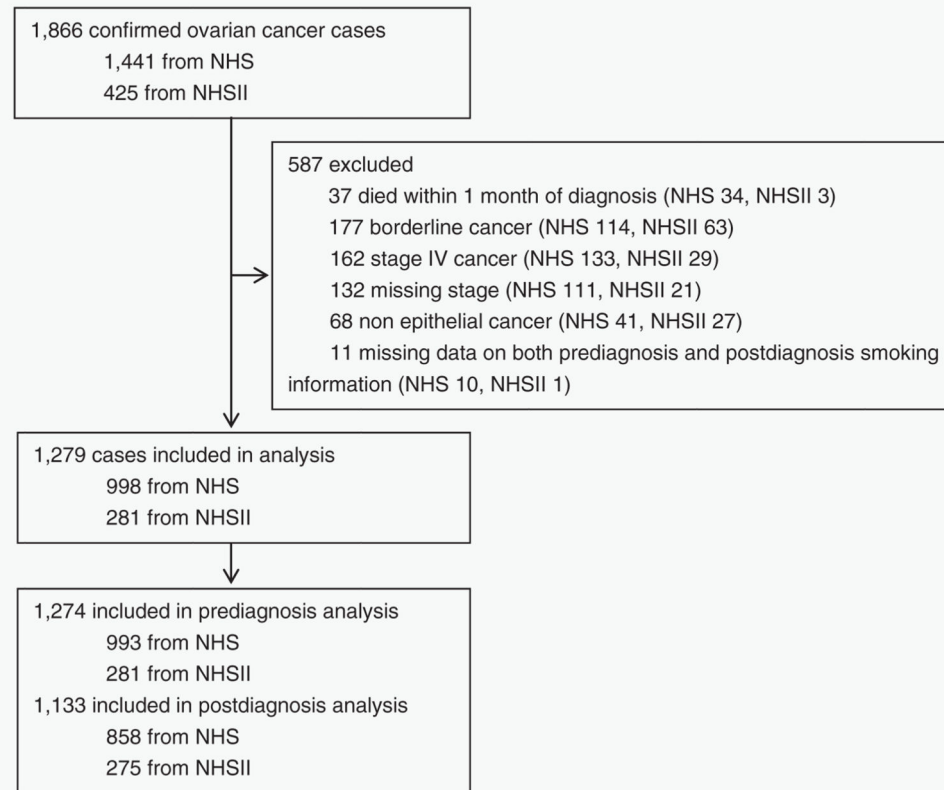 1,866 confirmed ovarian cancer cases
1,441 from NHS
425 from NHSII
587 excluded
37 died within 1 month of diagnosis (NHS 34, NHSII 3)
177 borderline cancer (NHS 114, NHSII 63)
162 stage IV cancer (NHS 133, NHSII 29)
132 missing stage (NHS 111, NHSII 21)
68 non epithelial cancer (NHS 41, NHSII 27)
11 missing data on both prediagnosis and postdiagnosis smoking
information (NHS 10, NHSII 1)
1,279 cases included in analysis
998 from NHS
281 from NHSII
1,274 included in prediagnosis analysis
993 from NHS
281 from NHSII
1,133 included in postdiagnosis analysis
858 from NHS
275 from NHSII